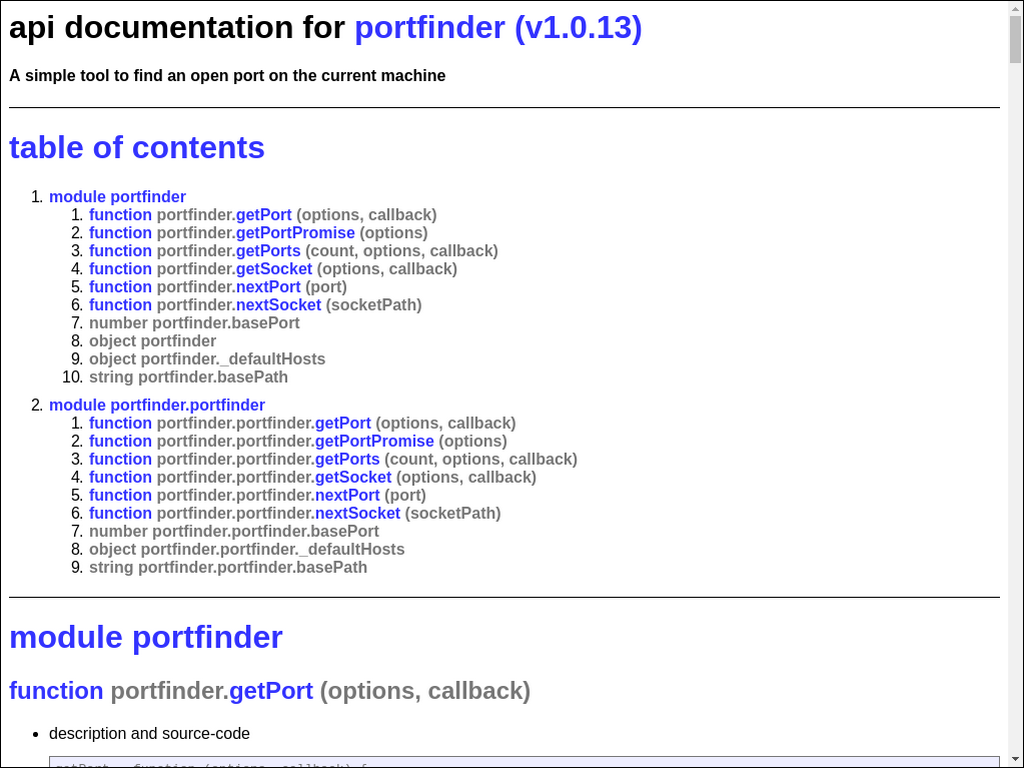 api documentation for portfinder (v1.0.13)
A simple tool to find an open port on the current machine
table of contents
1. module portfinder
1. function portfinder.getPort (options, callback)
2. function portfinder.getPortPromise (options)
3. function portfinder.getPorts (count, options, callback)
4. function portfinder.getSocket (options, callback)
5. function portfinder.nextPort (port)
6. function portfinder.nextSocket (socketPath)
7. number portfinder.basePort
8. object portfinder
9. object portfinder._defaultHosts
10. string portfinder.basePath
2. module portfinder.portfinder
1. function portfinder.portfinder.getPort (options, callback)
2. function portfinder.portfinder.getPortPromise (options)
3. function portfinder.portfinder.getPorts (count, options, callback)
4. function portfinder.portfinder.getSocket (options, callback)
5. function portfinder.portfinder.nextPort (port)
6. function portfinder.portfinder.nextSocket (socketPath)
7. number portfinder.portfinder.basePort
8. object portfinder.portfinder._defaultHosts
9. string portfinder.portfinder.basePath
module portfinder
function portfinder.getPort (options, callback)
• description and source-code
getPort = function (options, callback) {